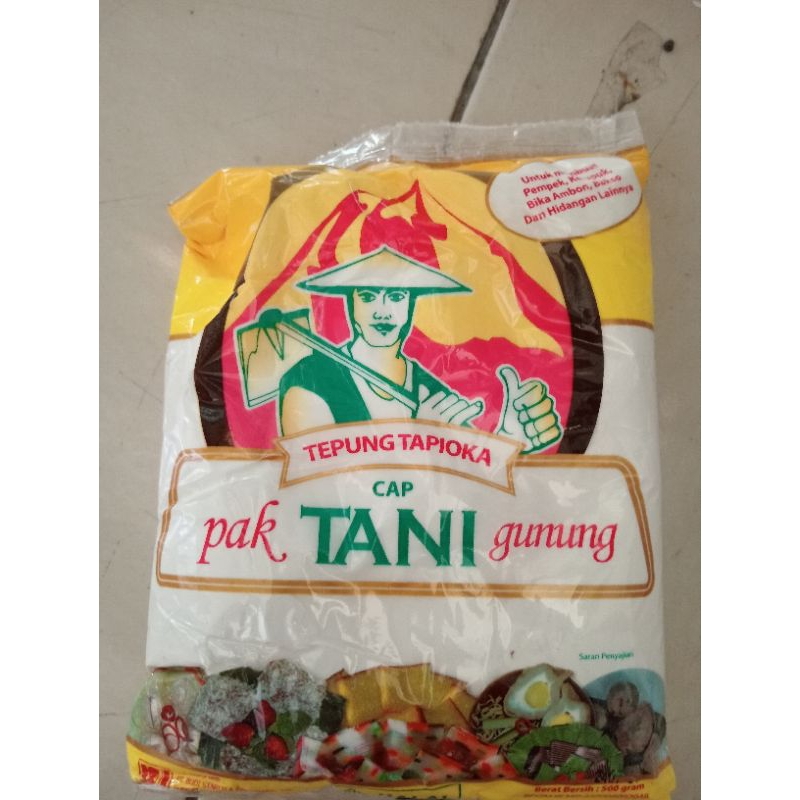 Untuk
Pempek,
Bika Ambon, Bakso
Dan Hidangan Lainnya
TEPUNG TAPIOKA
CAP
pak TANI gunung
Saran Penyajian
Berat Bersih : 500 gram